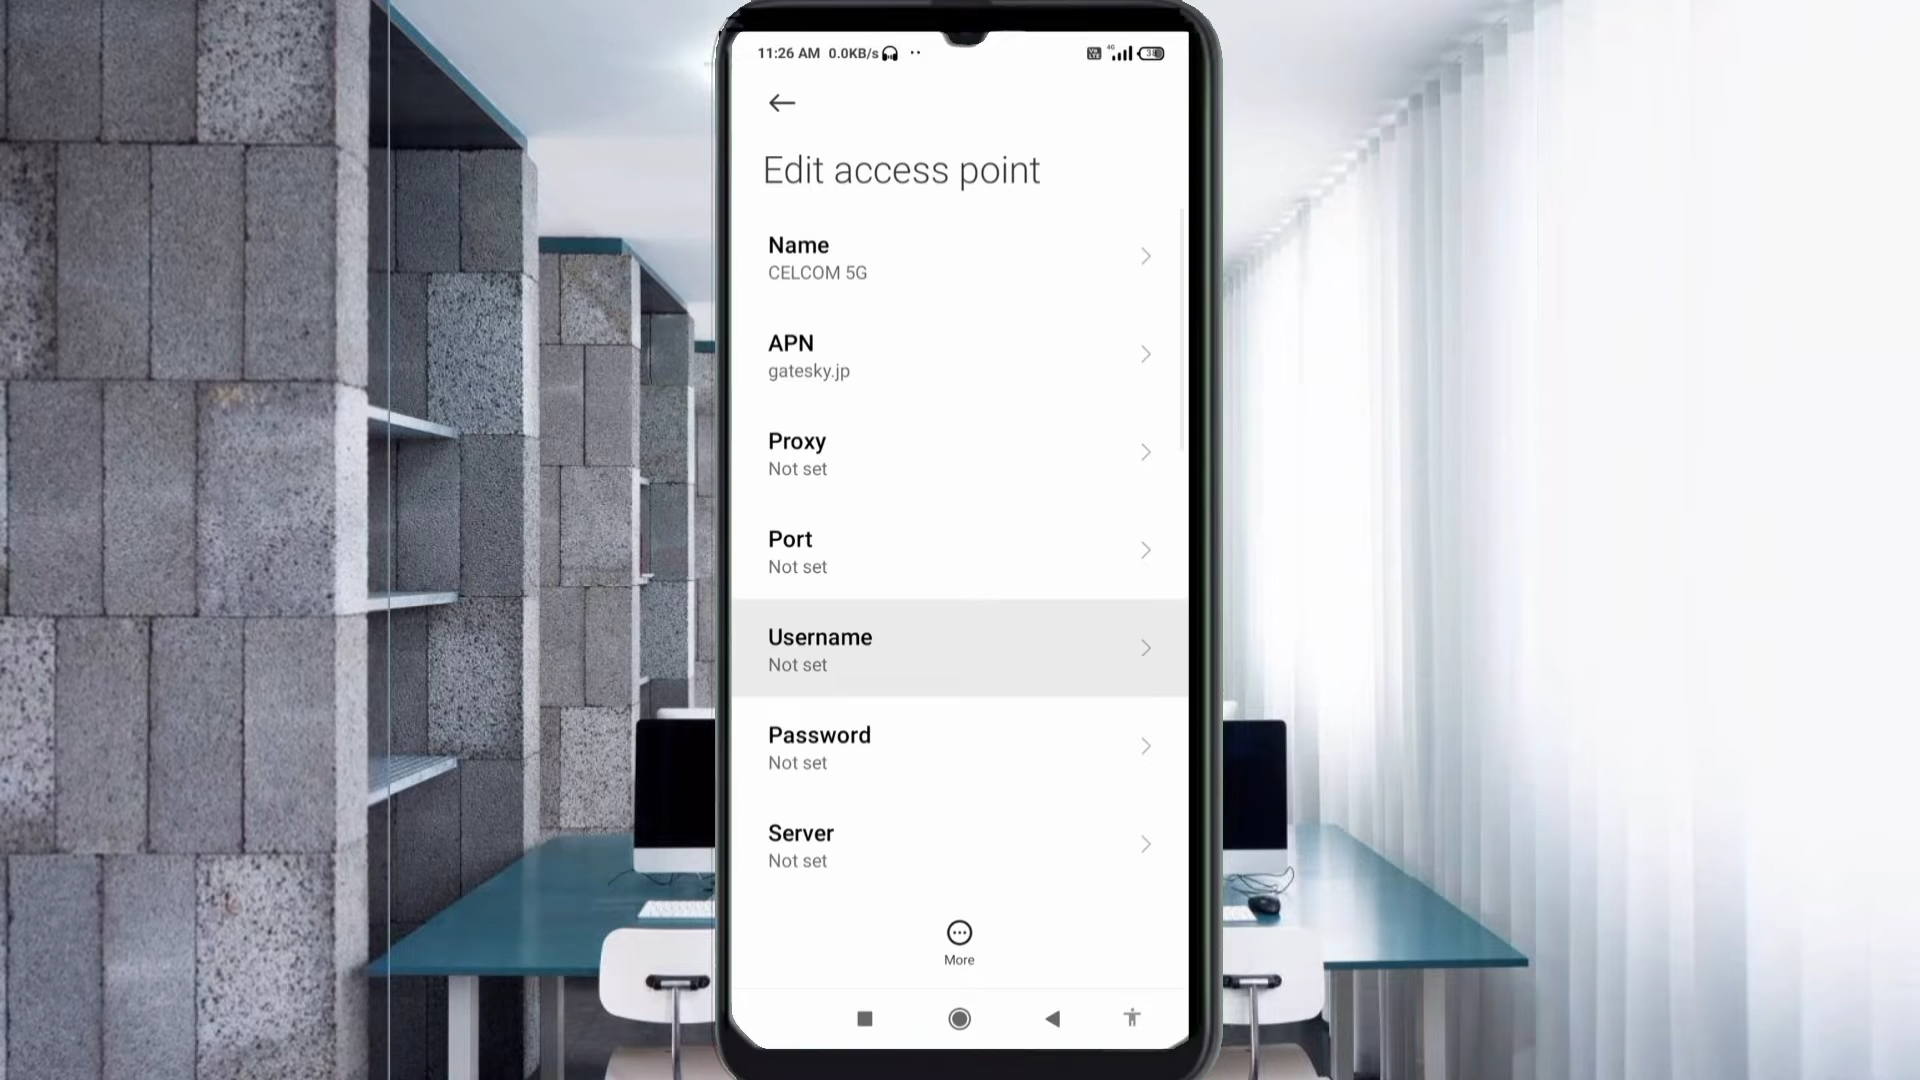 11:26 AM 0.0KB/s
4G
Edit access point
Name
CELCOM 5G
APN
gatesky.jp
Proxy
Not set
Port
Not set
Username
Not set
Password
Not set
Server
Not set
More